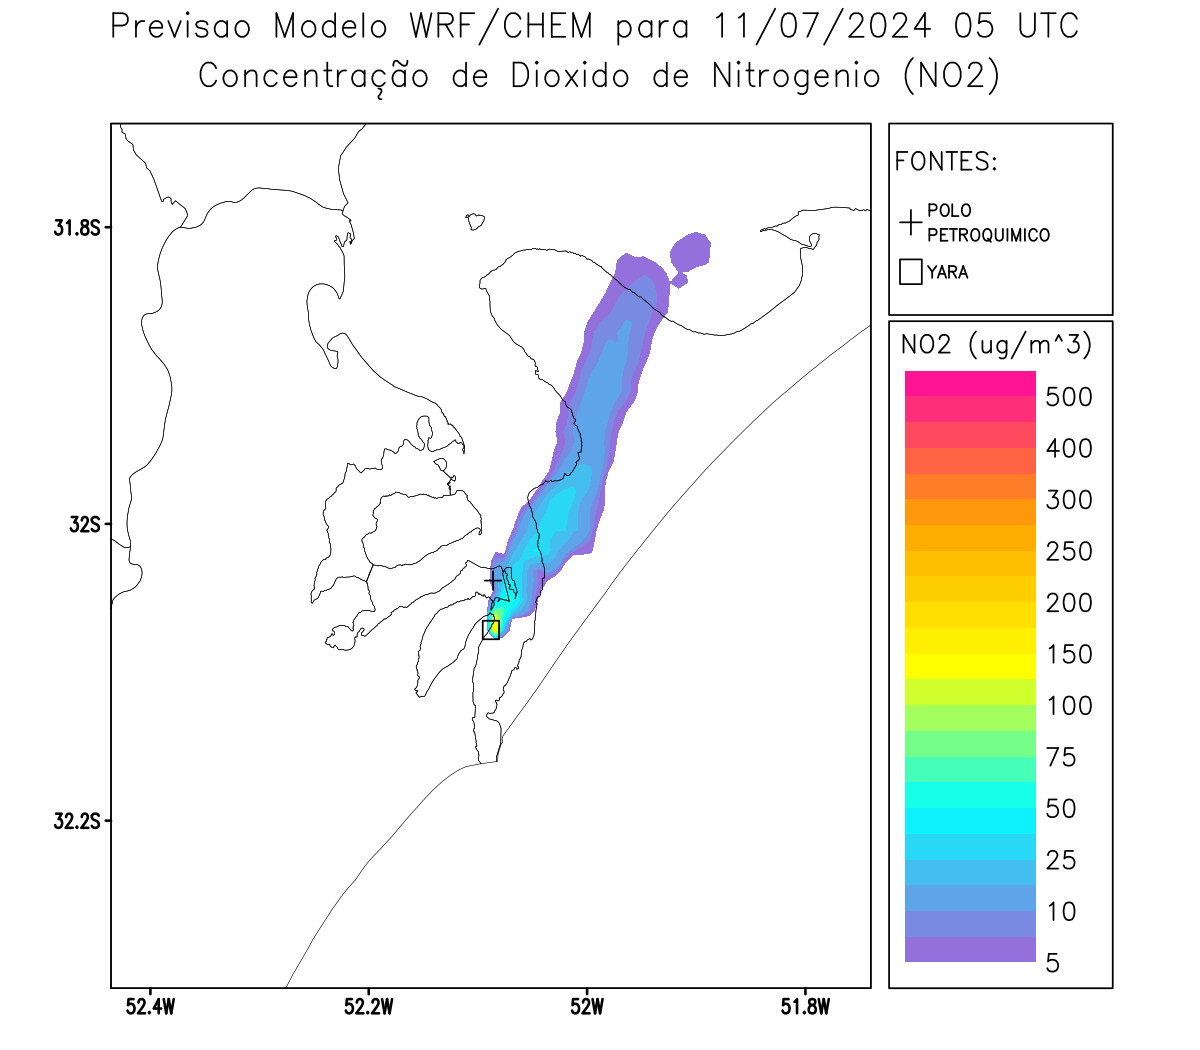 Previsao Modelo WRF/CHEM para 11/07/2024 05 UTC
Concentração de Dioxido de Nitrogenio (NO2)
FONTES:
POLO
PETROQUIMICO
YARA
NO2 (ug/m^3)
500
400
300
250
200
150
100
75
50
25
10
5
31.8S
32S
32.2S
52.4W
52.2W
52W
51.8W